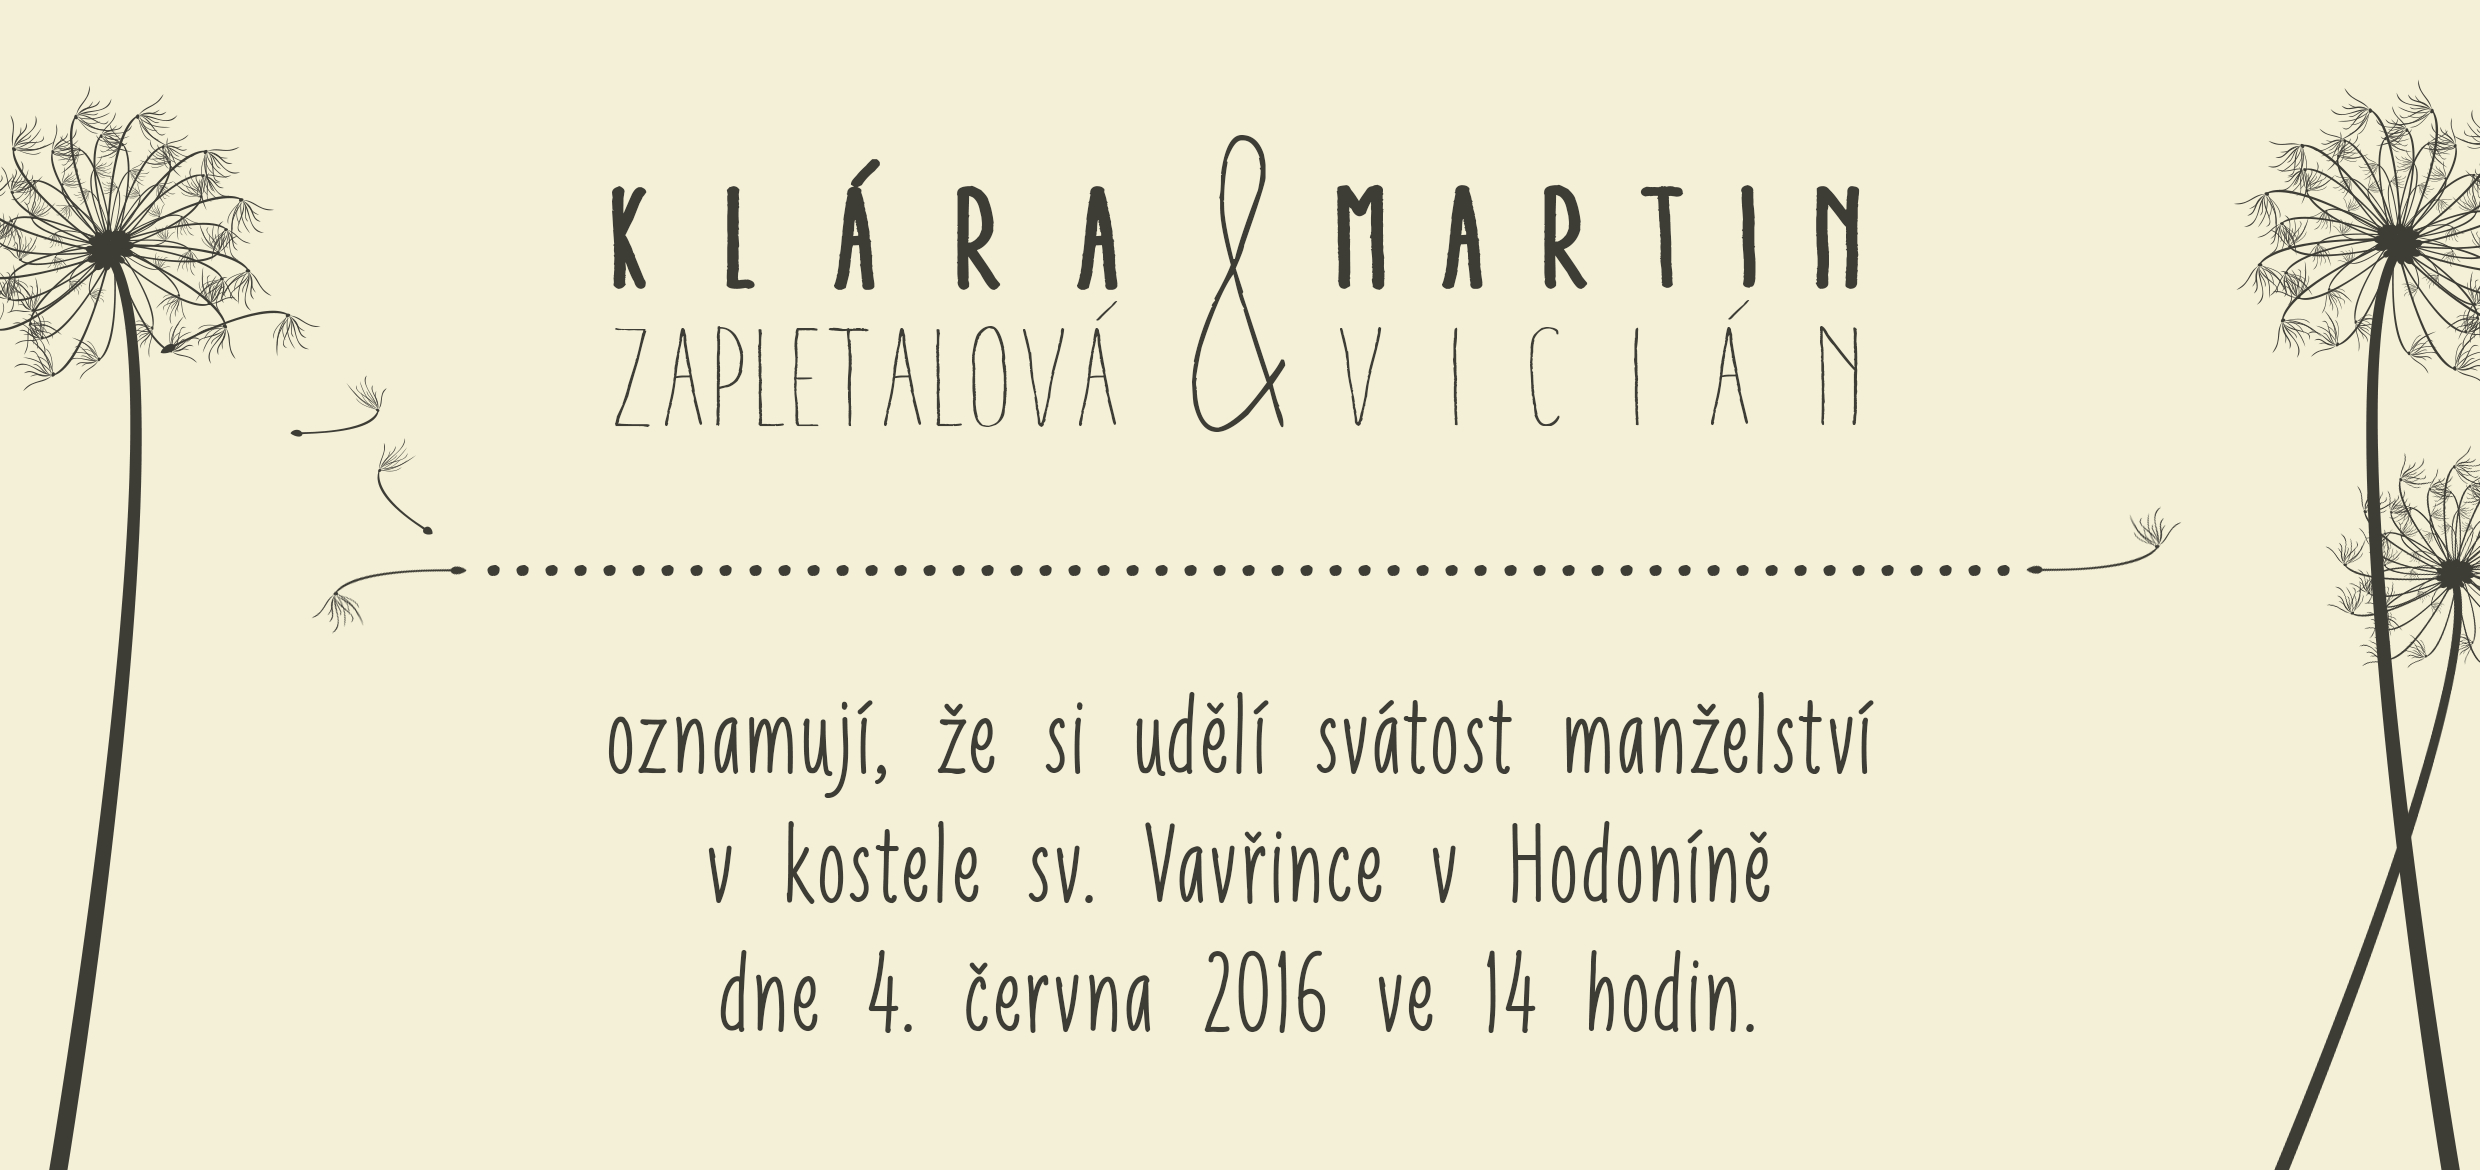 KLÁRA & MARTIN
ZAPLETALOVÁ VICIÁN
oznamují, že si udělí svátost manželství
v kostele sv. Vavřince v Hodoníně
dne 4. června 2016 ve 14 hodin.